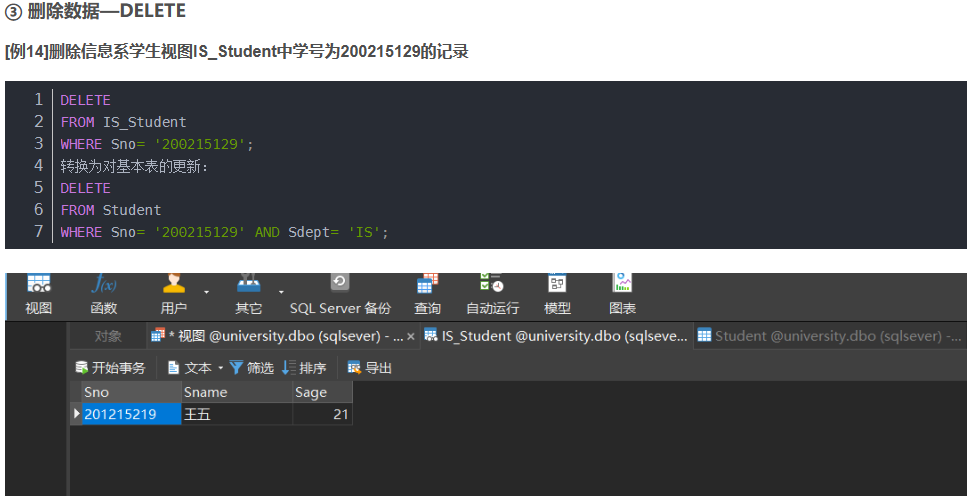 ③ 删除数据—DELETE
[例14]删除信息系学生视图IS_Student中学号为200215129的记录
1 DELETE
2 FROM IS_Student
3 WHERE Sno= '200215129';
4 转换为对基本表的更新：
5 DELETE
6 FROM Student
7 WHERE Sno= '200215129' AND Sdept= 'IS';
f(x)
视图 函数 用户 其它 SQL Server 备份 查询 自动运行 模型 图表
对象 * 视图 @university.dbo (sqlsever) - ... × IS_Student @university.dbo (sqlseve... Student @university.dbo (sqlsever) -...
开始事务 文本 筛选 排序 导出
Sno Sname Sage
201215219 王五 21